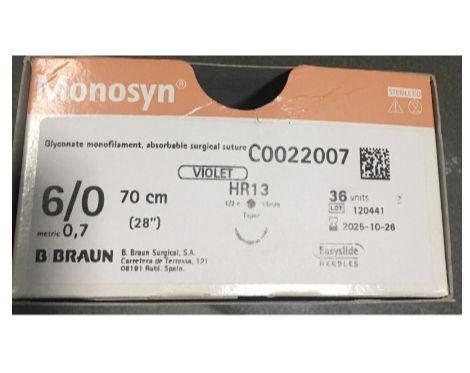 Monosyn®
STERILE EO
Glyconate monofilament, absorbable surgical suture
C0022007
VIOLET
6/0
70 cm
(28")
metric 0,7
HR13
1/2 c
13mm
Taper
36 units
LOT 120441
2025-10-26
B BRAUN
B. Braun Surgical, S.A.
Carretera de Terrassa, 121
08191 Rubí. Spain.
Easyslide
NEEDLES